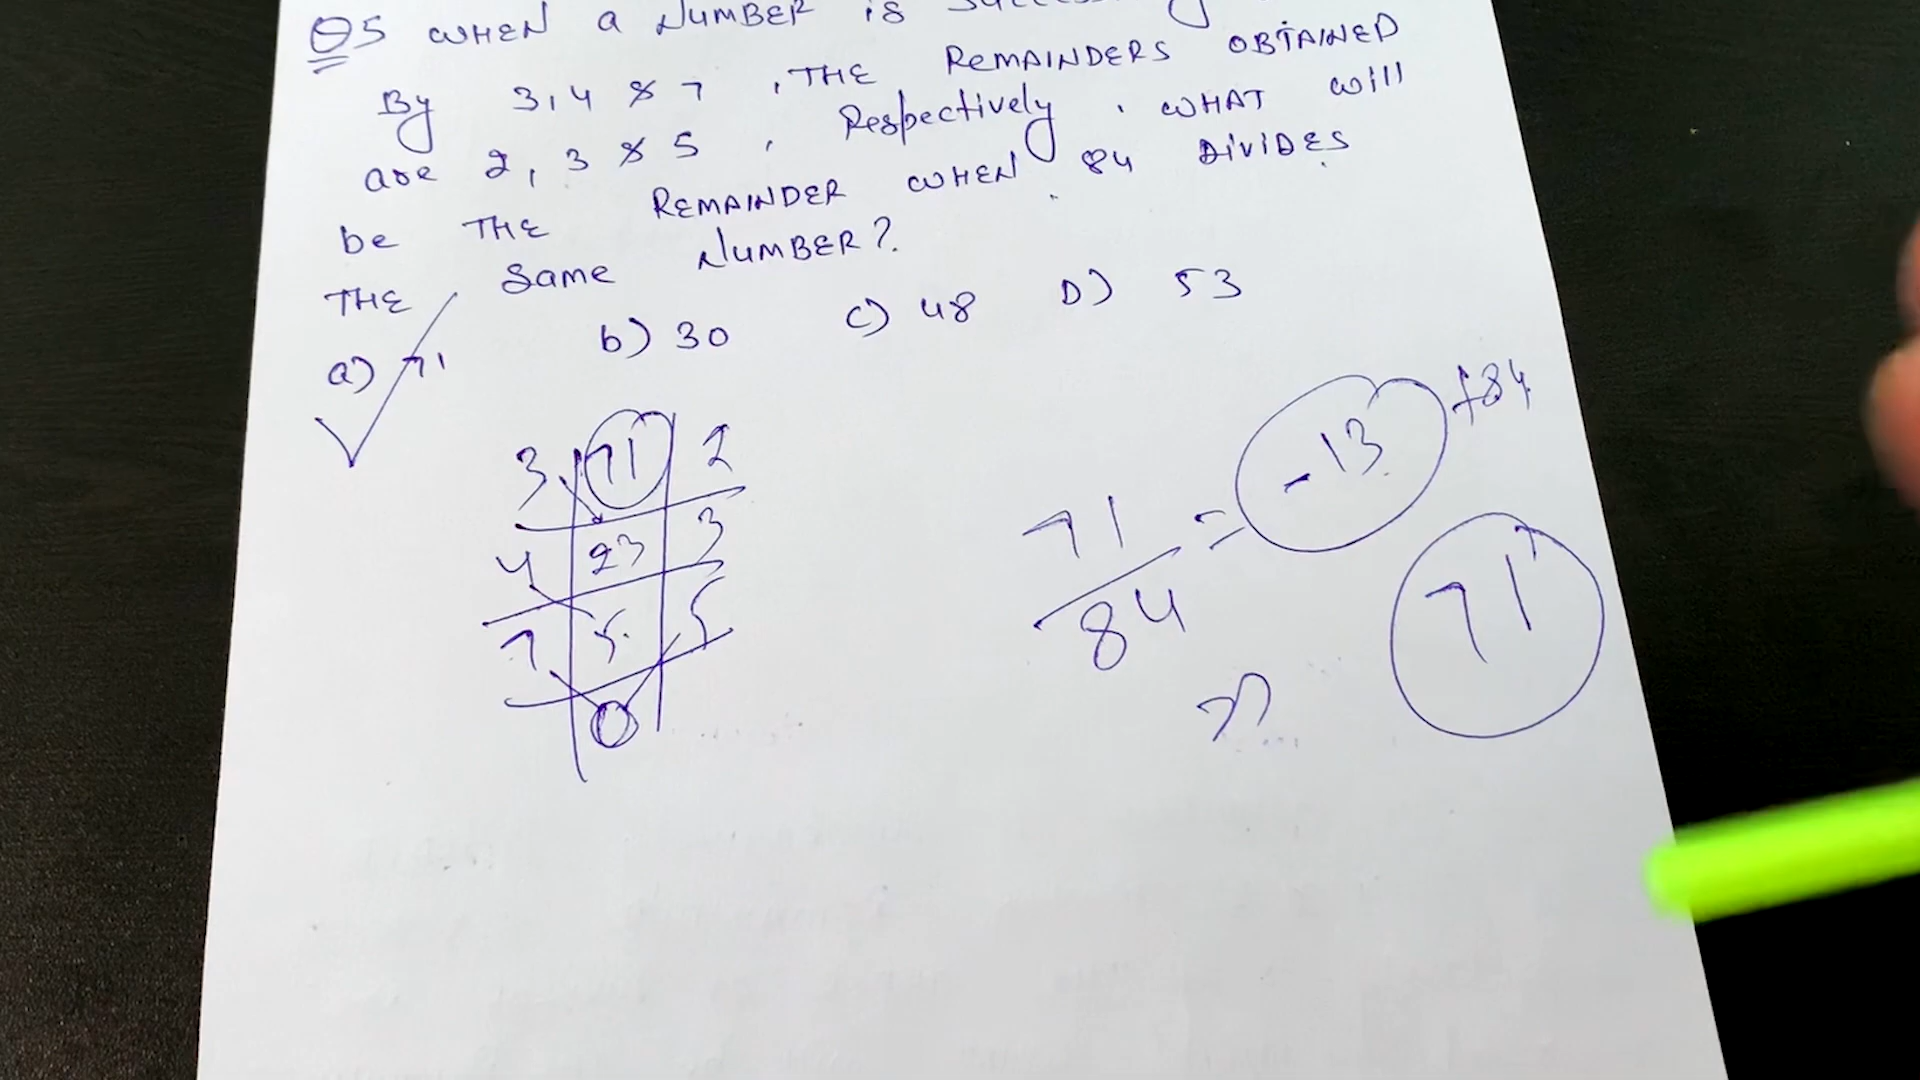 Q5 WHEN a NUMBER is
By 3,4 & 7 , THE REMAINDERS OBTAINED
are 2, 3 & 5 , Respectively . WHAT will
be THE REMAINDER WHEN 84 DiViDES
THE Same NUMBER?
a) 71 b) 30 c) 48 D) 53
3 71 2
4 23 3
7 5 5
0
71/84 = -13 +84
71